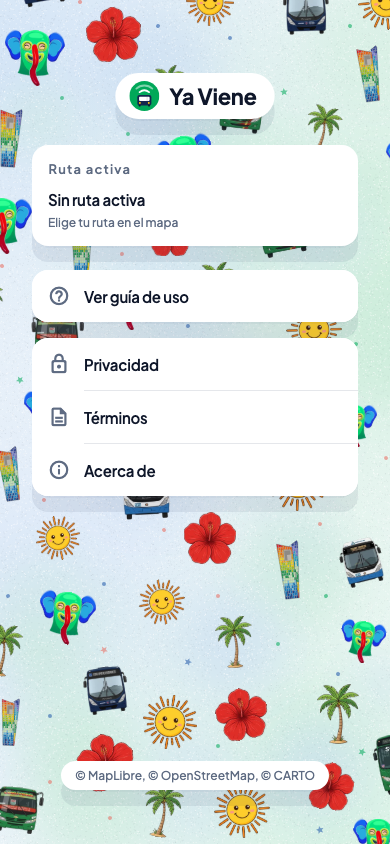 Ya Viene
Ruta activa
Sin ruta activa
Elige tu ruta en el mapa
Ver guía de uso
Privacidad
Términos
Acerca de
© MapLibre, © OpenStreetMap, © CARTO